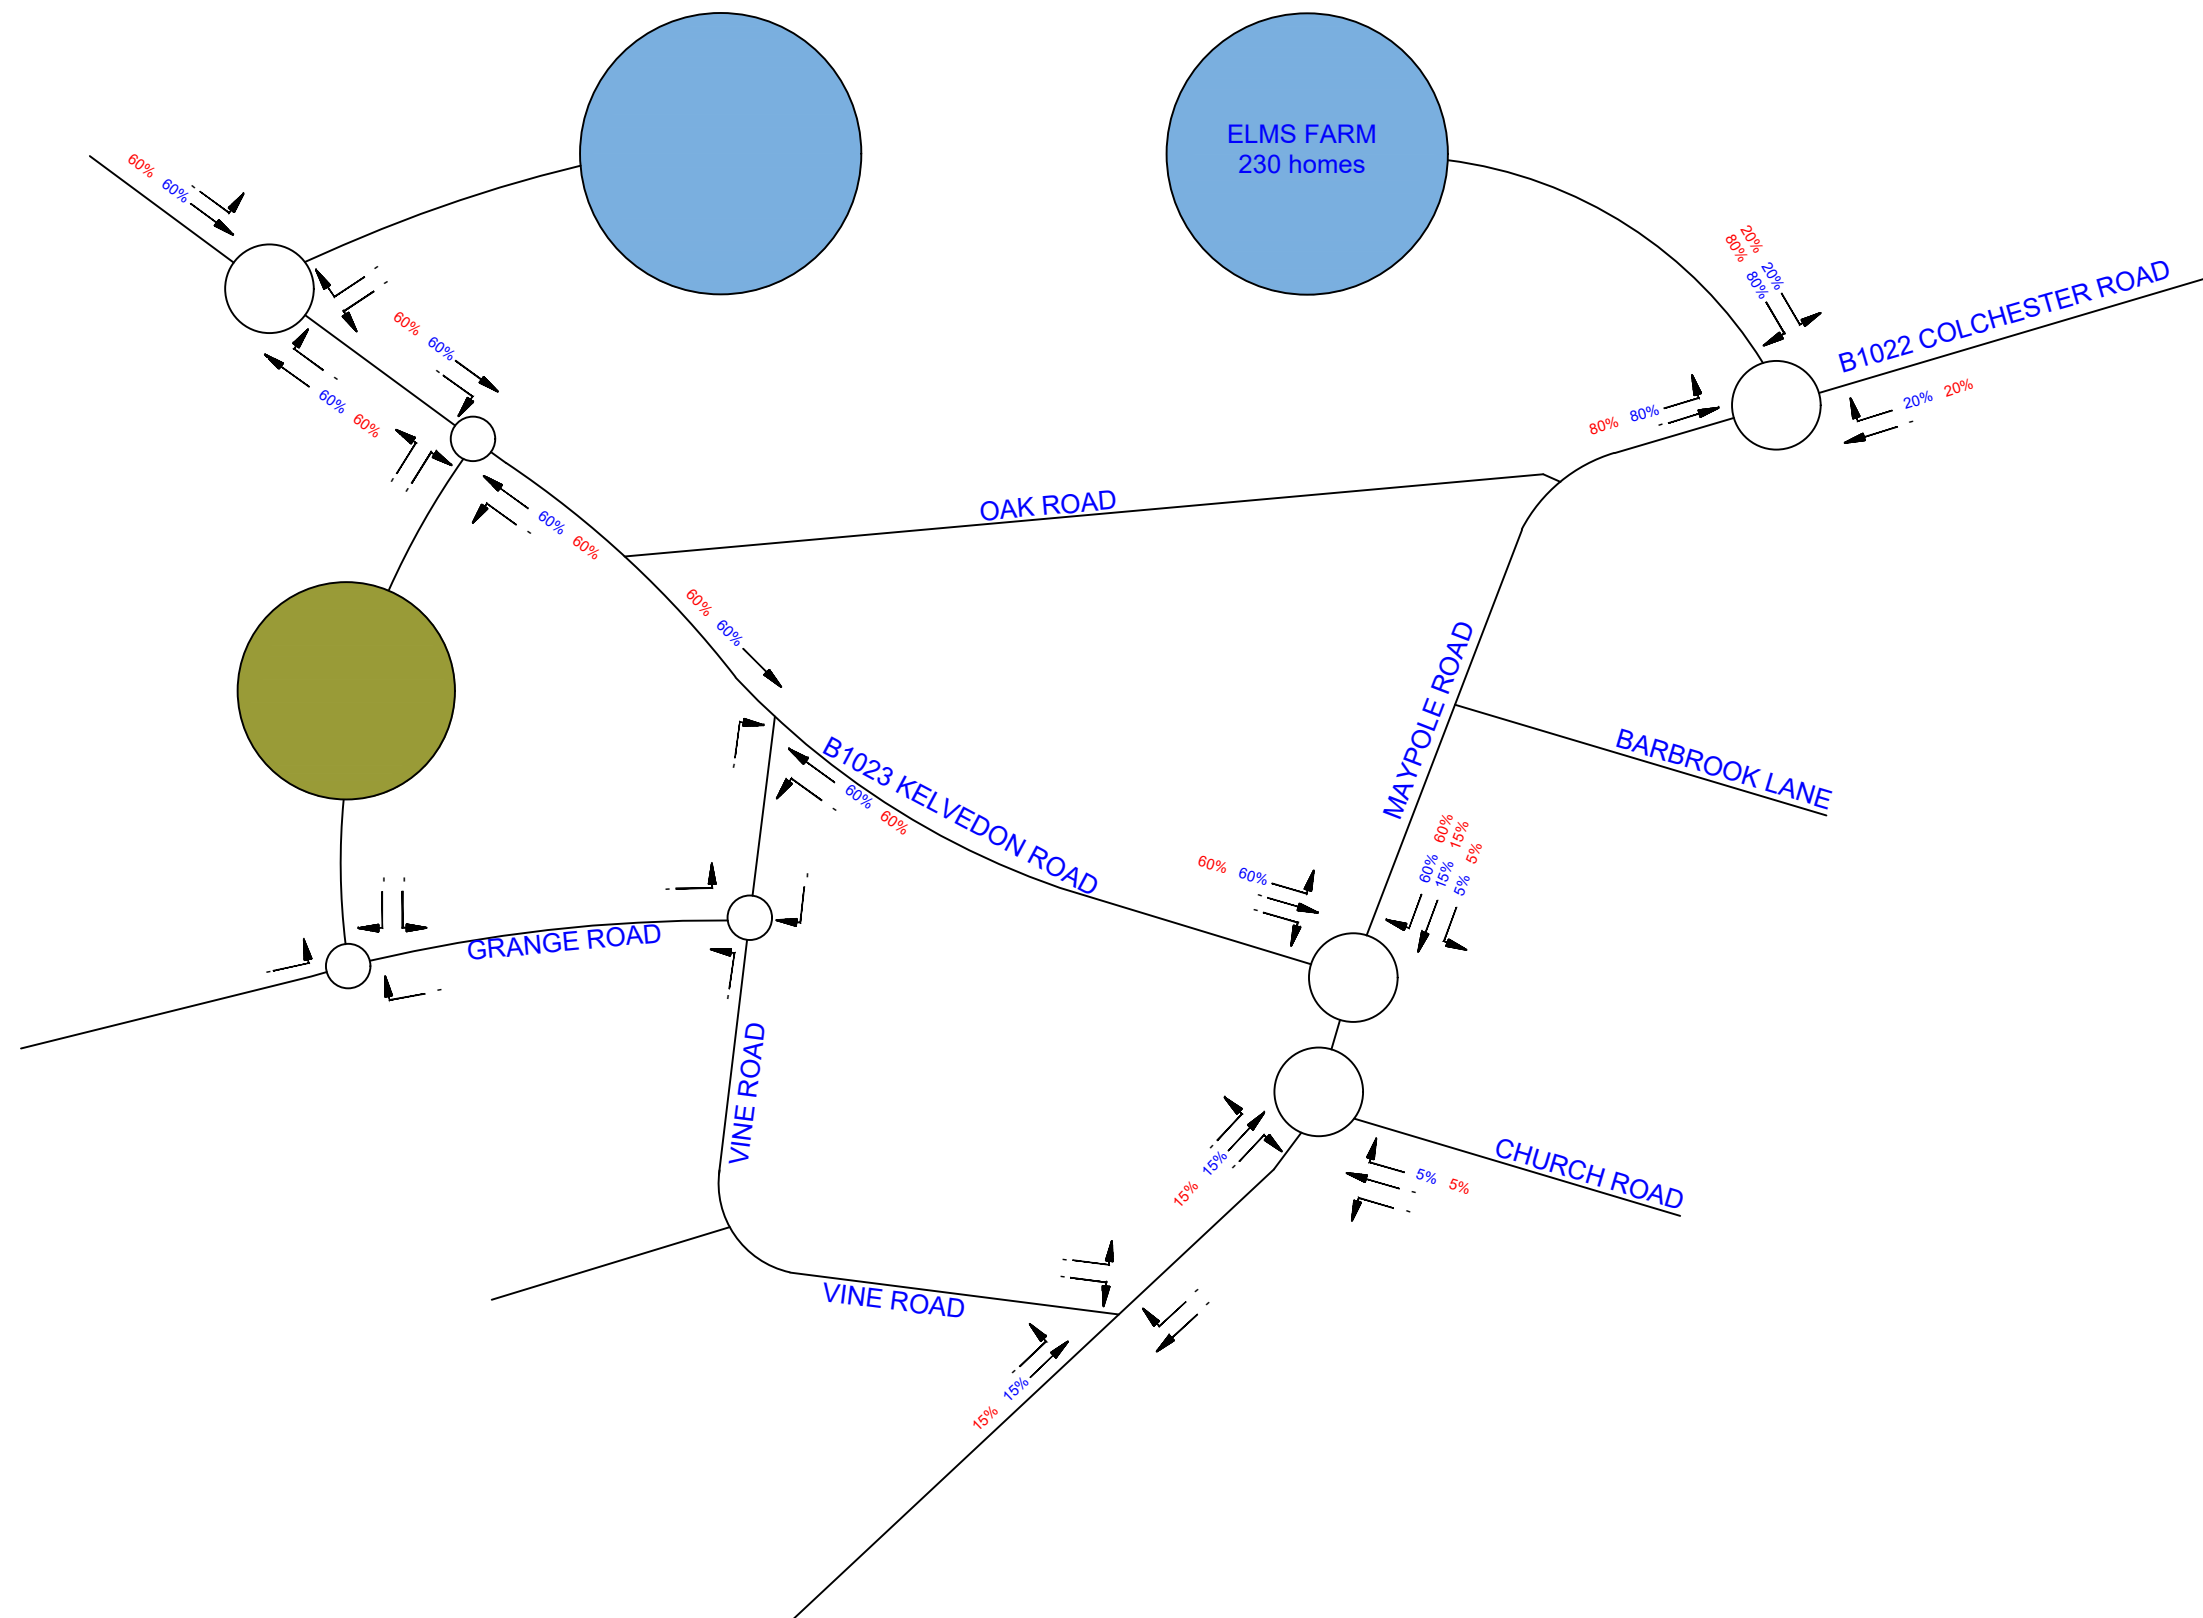 ELMS FARM
230 homes
60% 60%
20% 20%
80% 80%
B1022 COLCHESTER ROAD
60% 60%
80% 80%
20% 20%
60% 60%
OAK ROAD
60% 60%
60% 60%
MAYPOLE ROAD
BARBROOK LANE
B1023 KELVEDON ROAD
60% 60%
60% 60%
60% 60%
15% 15%
5% 5%
GRANGE ROAD
VINE ROAD
CHURCH ROAD
15% 15%
5% 5%
VINE ROAD
15% 15%